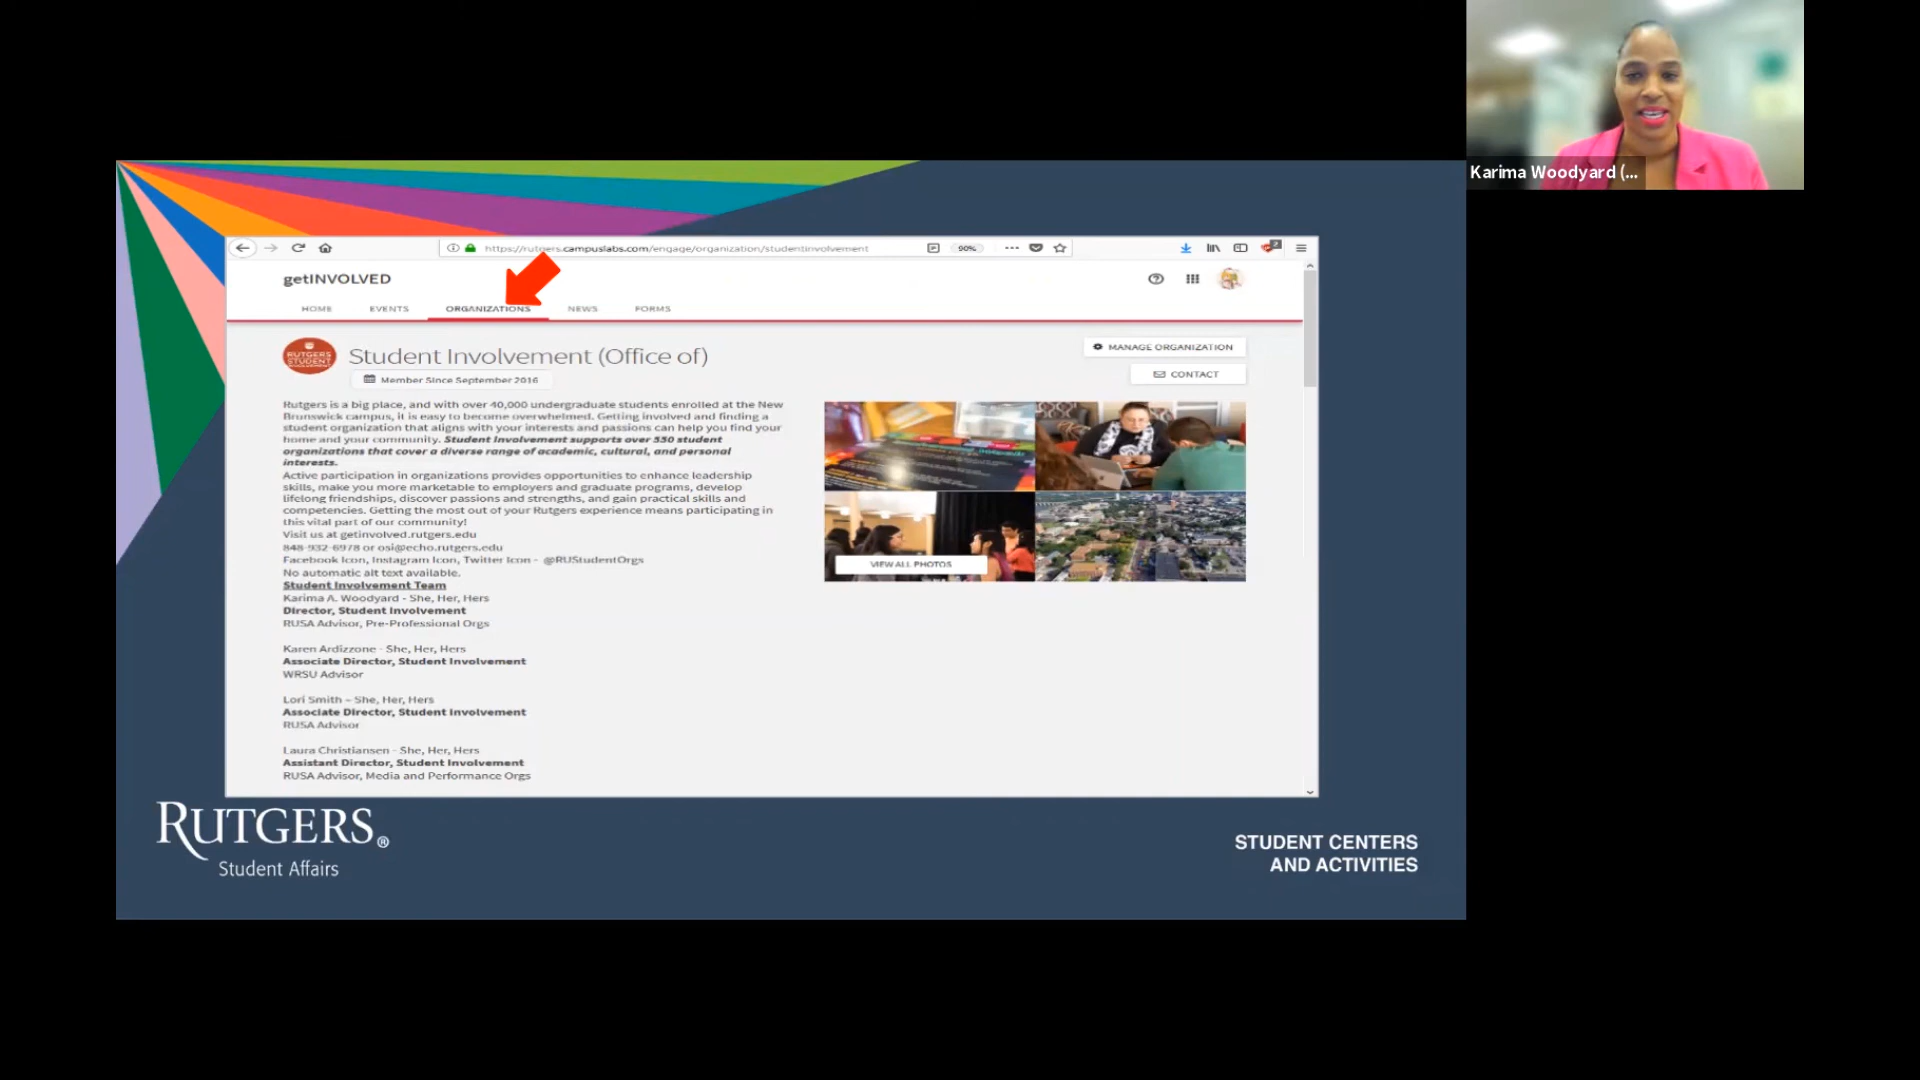 Karima Woodyard (...
https://rutgers.campuslabs.com/engage/organization/studentinvolvement
90%
getINVOLVED
HOME EVENTS ORGANIZATIONS NEWS FORMS
RUTGERS
STUDENT
INVOLVEMENT
Student Involvement (Office of)
Member Since September 2016
MANAGE ORGANIZATION
CONTACT
Rutgers is a big place, and with over 40,000 undergraduate students enrolled at the New
Brunswick campus, it is easy to become overwhelmed. Getting involved and finding a
student organization that aligns with your interests and passions can help you find your
home and your community. Student Involvement supports over 550 student
organizations that cover a diverse range of academic, cultural, and personal
interests.
Active participation in organizations provides opportunities to enhance leadership
skills, make you more marketable to employers and graduate programs, develop
lifelong friendships, discover passions and strengths, and gain practical skills and
competencies. Getting the most out of your Rutgers experience means participating in
this vital part of our community!
Visit us at getinvolved.rutgers.edu
848-932-6978 or osi@echo.rutgers.edu
Facebook Icon, Instagram Icon, Twitter Icon - @RUStudentOrgs
No automatic alt text available.
Student Involvement Team
Karima A. Woodyard - She, Her, Hers
Director, Student Involvement
RUSA Advisor, Pre-Professional Orgs
Karen Ardizzone - She, Her, Hers
Associate Director, Student Involvement
WRSU Advisor
Lori Smith – She, Her, Hers
Associate Director, Student Involvement
RUSA Advisor
Laura Christiansen - She, Her, Hers
Assistant Director, Student Involvement
RUSA Advisor, Media and Performance Orgs
VIEW ALL PHOTOS
RUTGERS®
Student Affairs
STUDENT CENTERS
AND ACTIVITIES